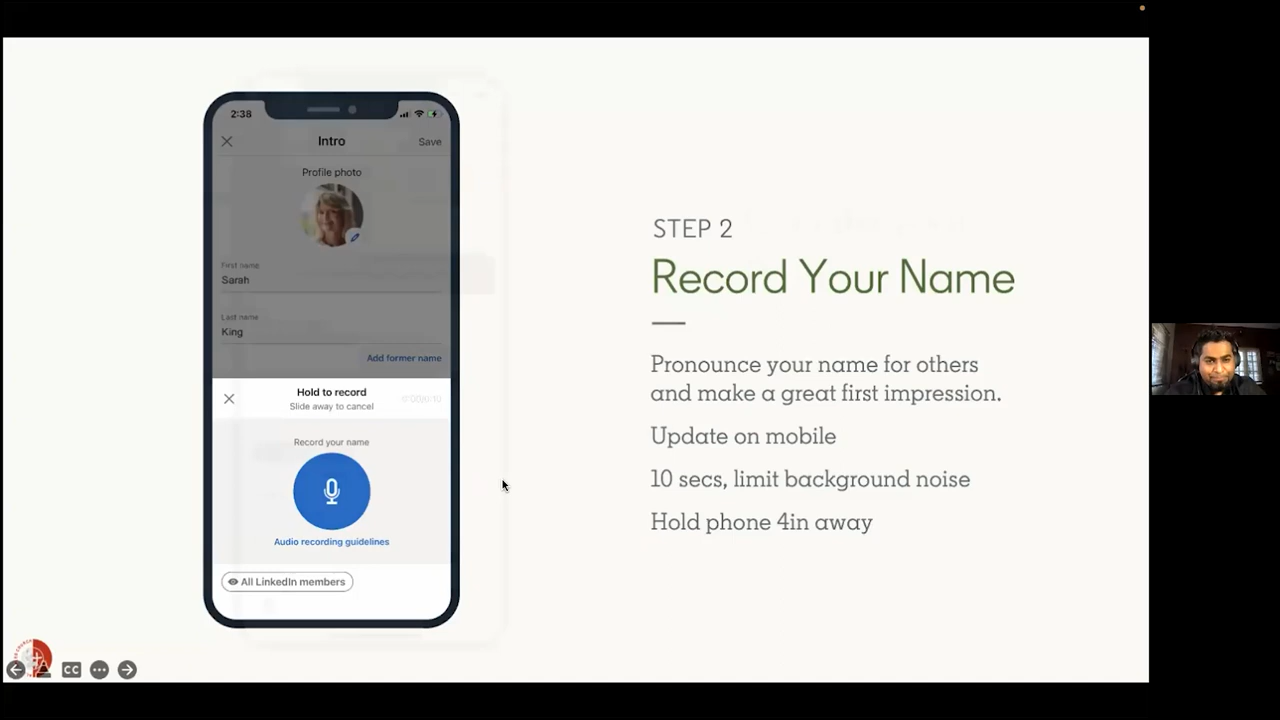 2:38
Intro
Save
Profile photo
First name
Sarah
Last name
King
Add former name
Hold to record
Slide away to cancel
Record your name
Audio recording guidelines
All LinkedIn members
STEP 2
Record Your Name
Pronounce your name for others
and make a great first impression.
Update on mobile
10 secs, limit background noise
Hold phone 4in away
CC